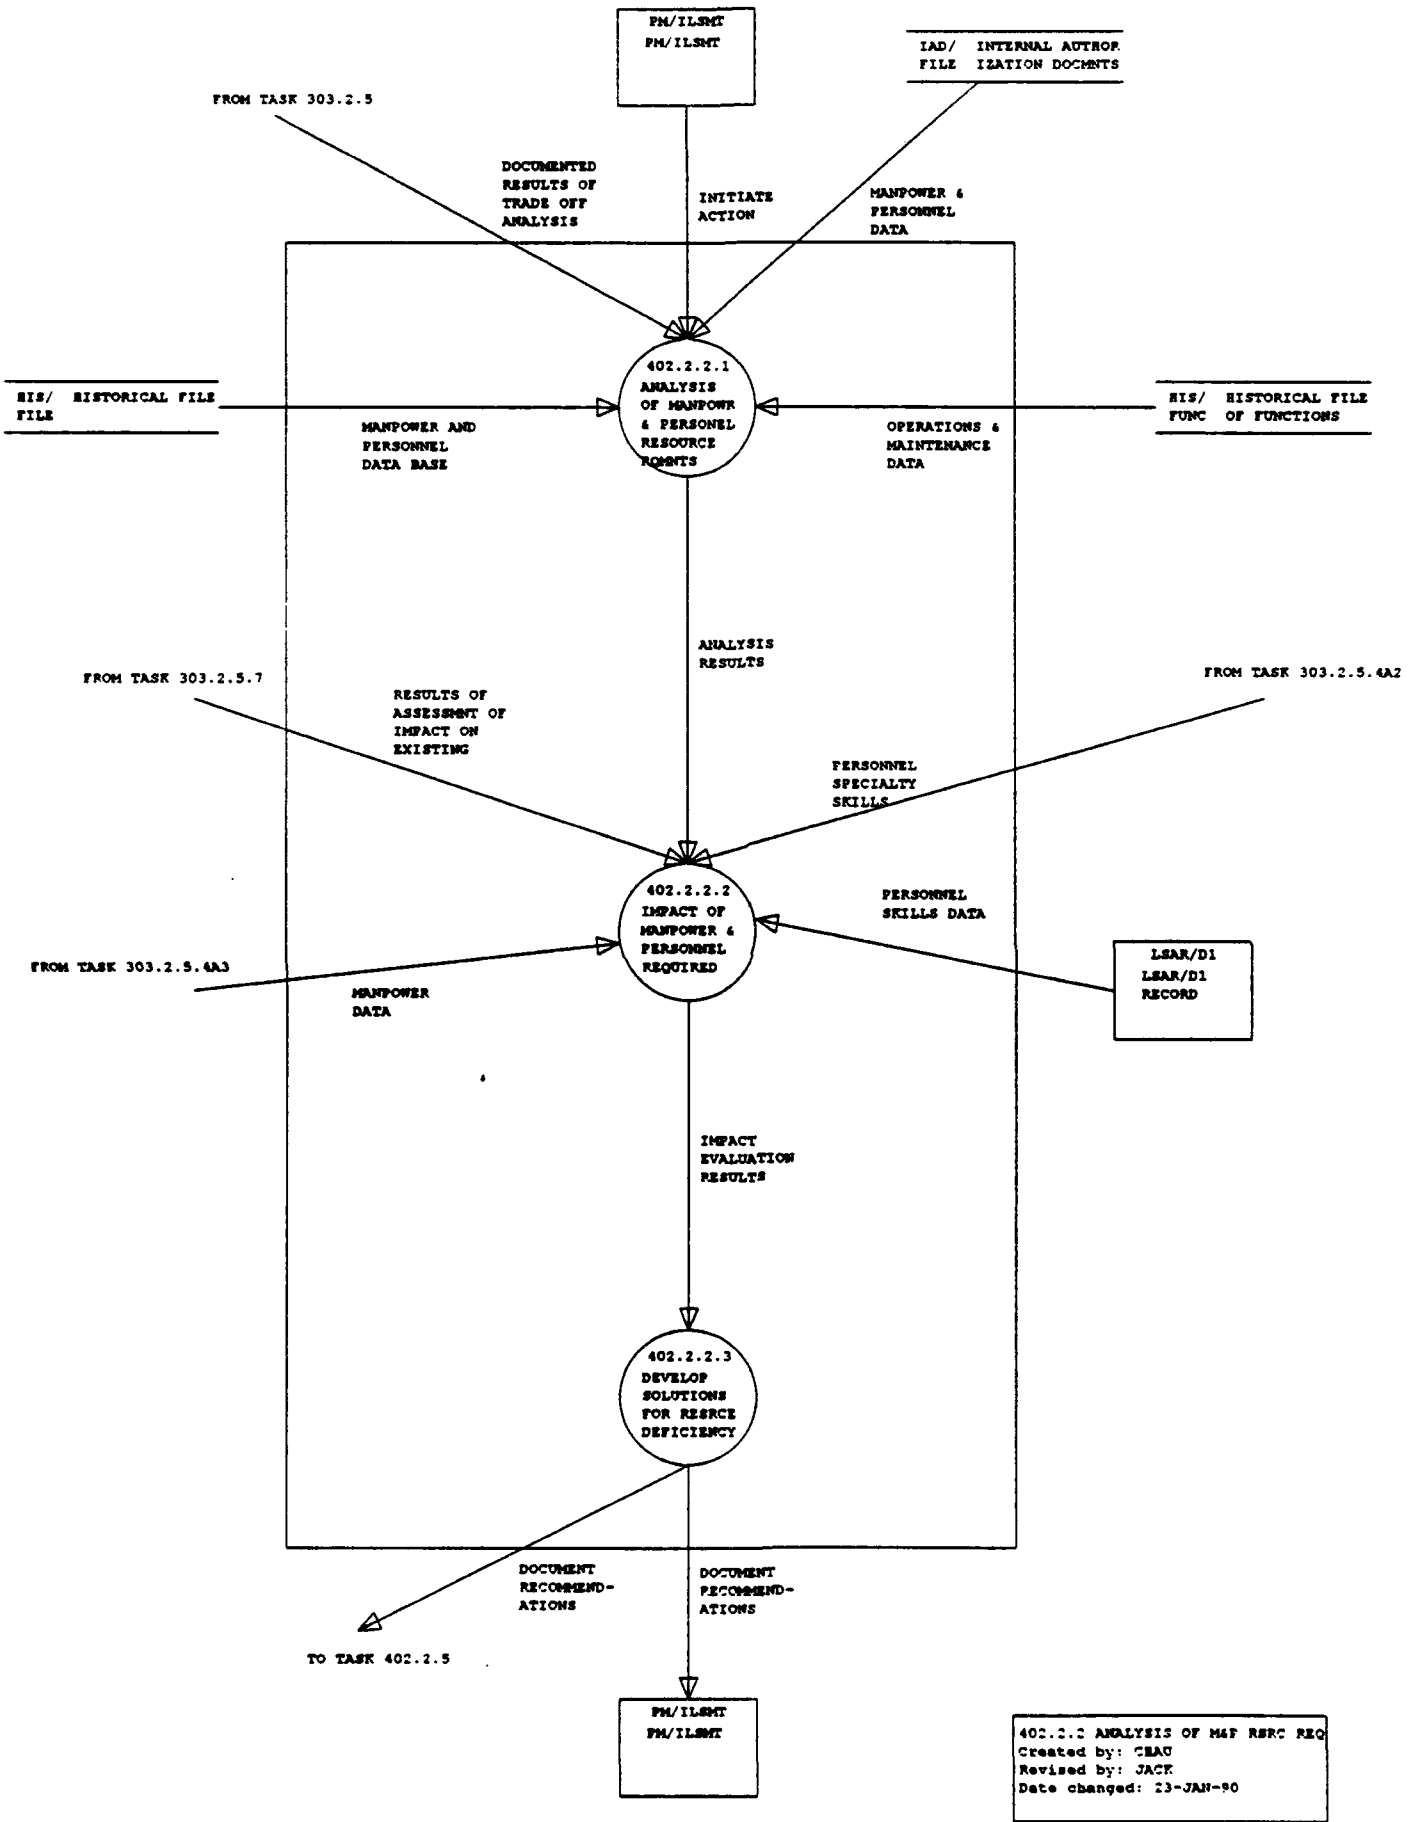 PM/ILSMT
PM/ILSMT
IAD/ INTERNAL AUTHOR
FILE IZATION DOCMNTS
FROM TASK 303.2.5
DOCUMENTED
RESULTS OF
TRADE OFF
ANALYSIS
INITIATE
ACTION
MANPOWER &
PERSONNEL
DATA
402.2.2.1
ANALYSIS
OF MANPOWR
& PERSONEL
RESOURCE
RQMNTS
HIS/ HISTORICAL FILE
FILE
MANPOWER AND
PERSONNEL
DATA BASE
HIS/ HISTORICAL FILE
FUNC OF FUNCTIONS
OPERATIONS &
MAINTENANCE
DATA
ANALYSIS
RESULTS
FROM TASK 303.2.5.7
RESULTS OF
ASSESSMNT OF
IMPACT ON
EXISTING
FROM TASK 303.2.5.4A2
PERSONNEL
SPECIALTY
SKILLS
402.2.2.2
IMPACT OF
MANPOWER &
PERSONNEL
REQUIRED
PERSONNEL
SKILLS DATA
FROM TASK 303.2.5.4A3
MANPOWER
DATA
LSAR/D1
LSAR/D1
RECORD
IMPACT
EVALUATION
RESULTS
402.2.2.3
DEVELOP
SOLUTIONS
FOR RESRCE
DEFICIENCY
DOCUMENT
RECOMMEND-
ATIONS
DOCUMENT
RECOMMEND-
ATIONS
TO TASK 402.2.5
PM/ILSMT
PM/ILSMT
402.2.2 ANALYSIS OF M&P RSRC REQ
Created by: CHAU
Revised by: JACK
Date changed: 23-JAN-90